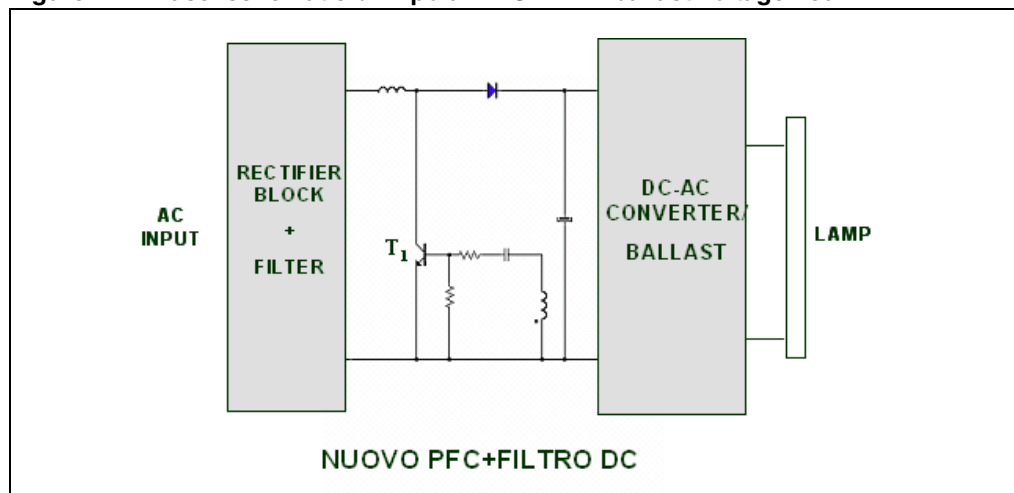 RECTIFIER
BLOCK
+
FILTER
AC
INPUT
T1
DC-AC
CONVERTER/
BALLAST
LAMP
NUOVO PFC+FILTRO DC